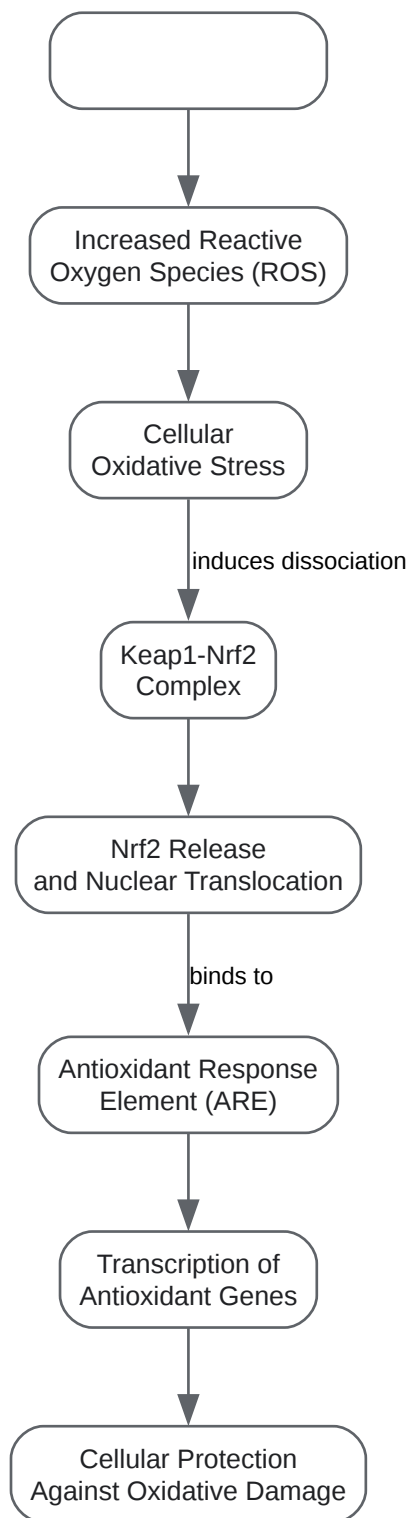 Increased Reactive
Oxygen Species (ROS)
Cellular
Oxidative Stress
induces dissociation
Keap1-Nrf2
Complex
Nrf2 Release
and Nuclear Translocation
binds to
Antioxidant Response
Element (ARE)
Transcription of
Antioxidant Genes
Cellular Protection
Against Oxidative Damage